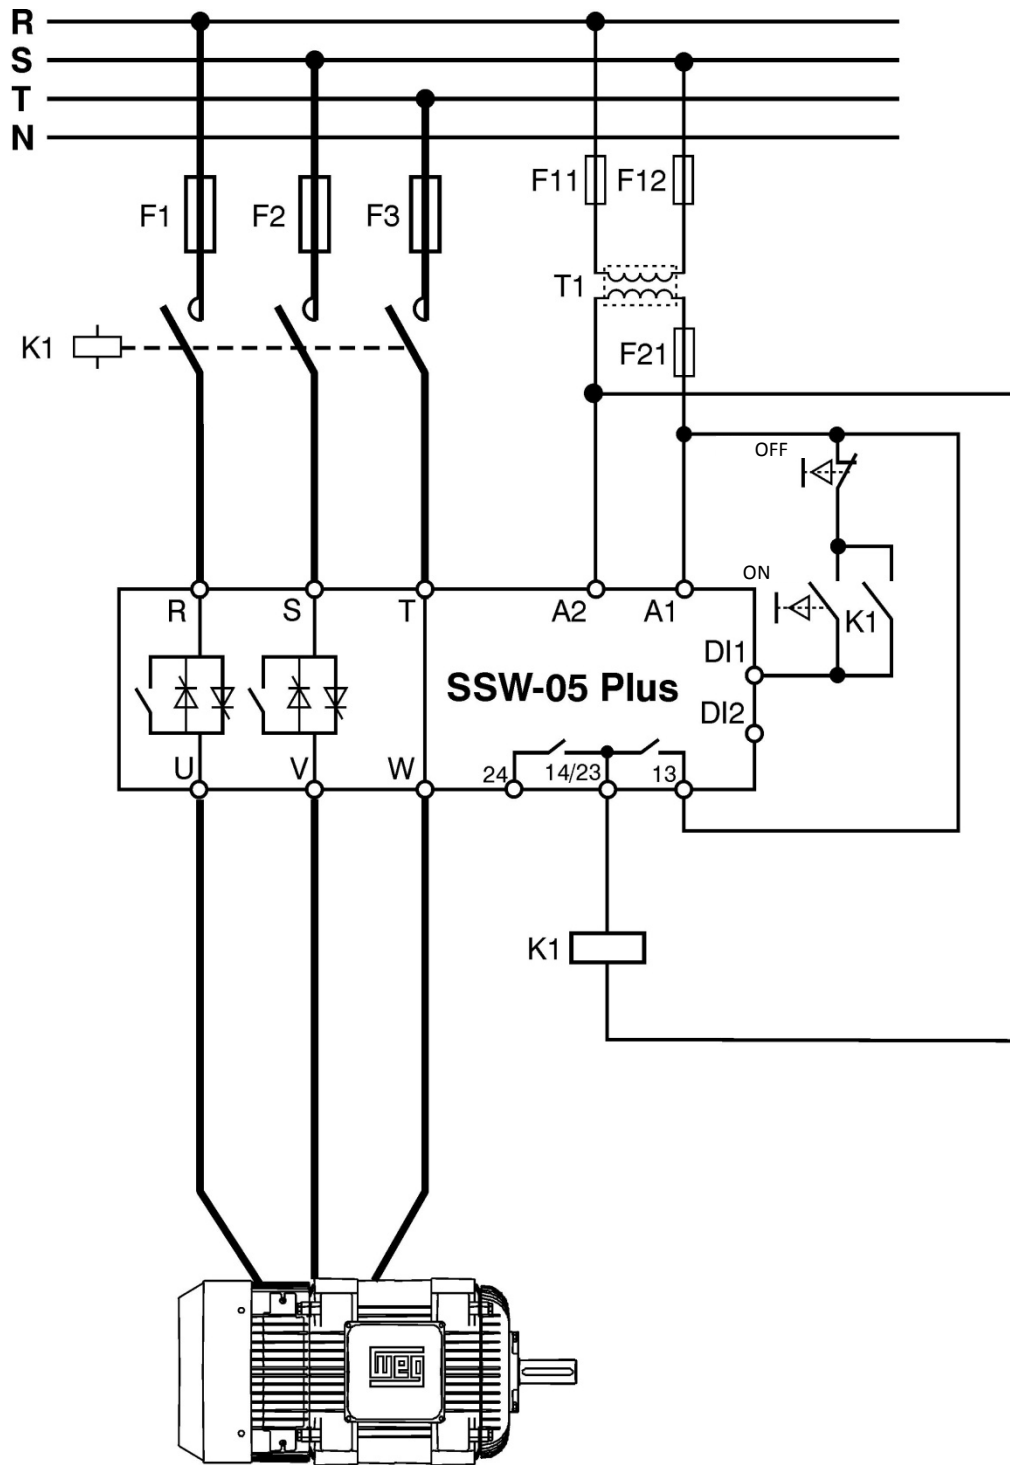 R
S
T
N
F1
F2
F3
F11
F12
T1
K1
F21
OFF
ON
K1
R
S
T
A2
A1
DI1
SSW-05 Plus
DI2
U
V
W
24
14/23
13
K1
WEG